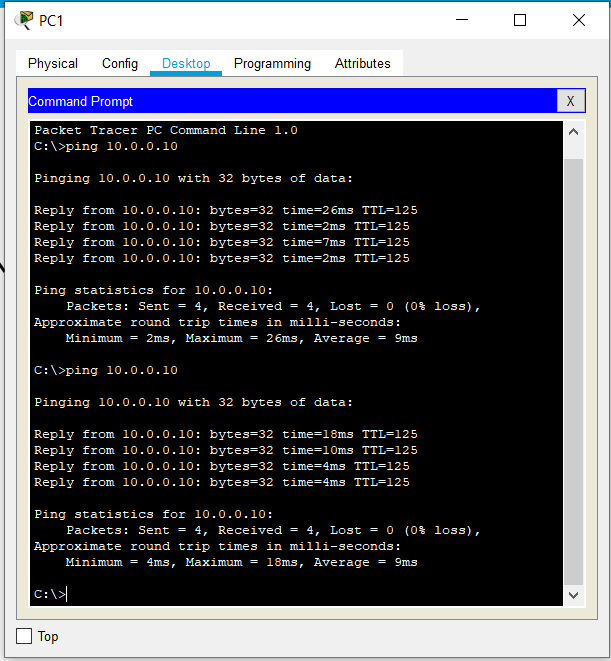 PC1
Physical Config Desktop Programming Attributes
Command Prompt X
Packet Tracer PC Command Line 1.0
C:\>ping 10.0.0.10
Pinging 10.0.0.10 with 32 bytes of data:
Reply from 10.0.0.10: bytes=32 time=26ms TTL=125
Reply from 10.0.0.10: bytes=32 time=2ms TTL=125
Reply from 10.0.0.10: bytes=32 time=7ms TTL=125
Reply from 10.0.0.10: bytes=32 time=2ms TTL=125
Ping statistics for 10.0.0.10:
Packets: Sent = 4, Received = 4, Lost = 0 (0% loss),
Approximate round trip times in milli-seconds:
Minimum = 2ms, Maximum = 26ms, Average = 9ms
C:\>ping 10.0.0.10
Pinging 10.0.0.10 with 32 bytes of data:
Reply from 10.0.0.10: bytes=32 time=18ms TTL=125
Reply from 10.0.0.10: bytes=32 time=10ms TTL=125
Reply from 10.0.0.10: bytes=32 time=4ms TTL=125
Reply from 10.0.0.10: bytes=32 time=4ms TTL=125
Ping statistics for 10.0.0.10:
Packets: Sent = 4, Received = 4, Lost = 0 (0% loss),
Approximate round trip times in milli-seconds:
Minimum = 4ms, Maximum = 18ms, Average = 9ms
C:\>
Top